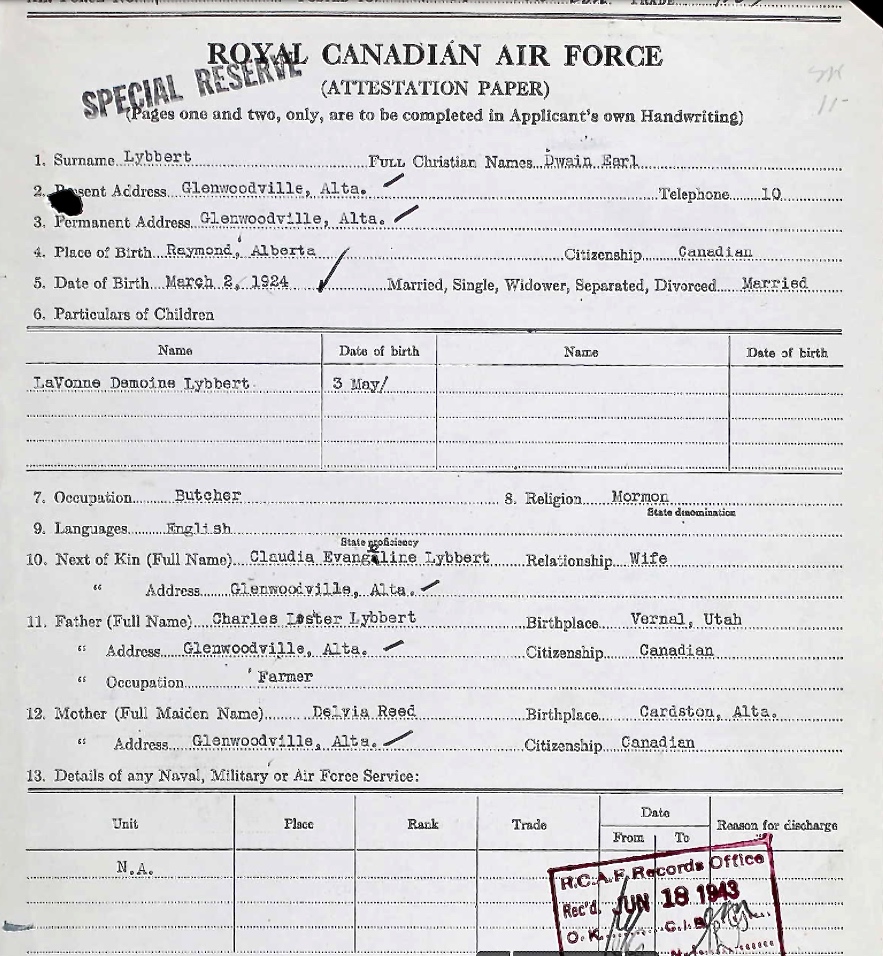 ROYAL CANADIAN AIR FORCE
SPECIAL RESERVE
(ATTESTATION PAPER)
(Pages one and two, only, are to be completed in Applicant's own Handwriting)
1. Surname Lybbert Full Christian Names Dwain Earl
2. Present Address Glenwoodville, Alta. Telephone 10
3. Permanent Address Glenwoodville, Alta.
4. Place of Birth Raymond, Alberta Citizenship Canadian
5. Date of Birth March 2, 1924 Married, Single, Widower, Separated, Divorced Married
6. Particulars of Children
Name Date of birth Name Date of birth
LaVonne Demoine Lybbert 3 May/
7. Occupation Butcher 8. Religion Mormon
State denomination
9. Languages English
State proficiency
10. Next of Kin (Full Name) Claudia Evangeline Lybbert Relationship Wife
" Address Glenwoodville, Alta.
11. Father (Full Name) Charles Lester Lybbert Birthplace Vernal, Utah
" Address Glenwoodville, Alta. Citizenship Canadian
" Occupation Farmer
12. Mother (Full Maiden Name) Delvia Reed Birthplace Cardston, Alta.
" Address Glenwoodville, Alta. Citizenship Canadian
13. Details of any Naval, Military or Air Force Service:
Unit Place Rank Trade Date Reason for discharge
From To
N.A.
R.C.A.F. Records Office
Rec'd. JUN 18 1943
O.K. C.I.B.